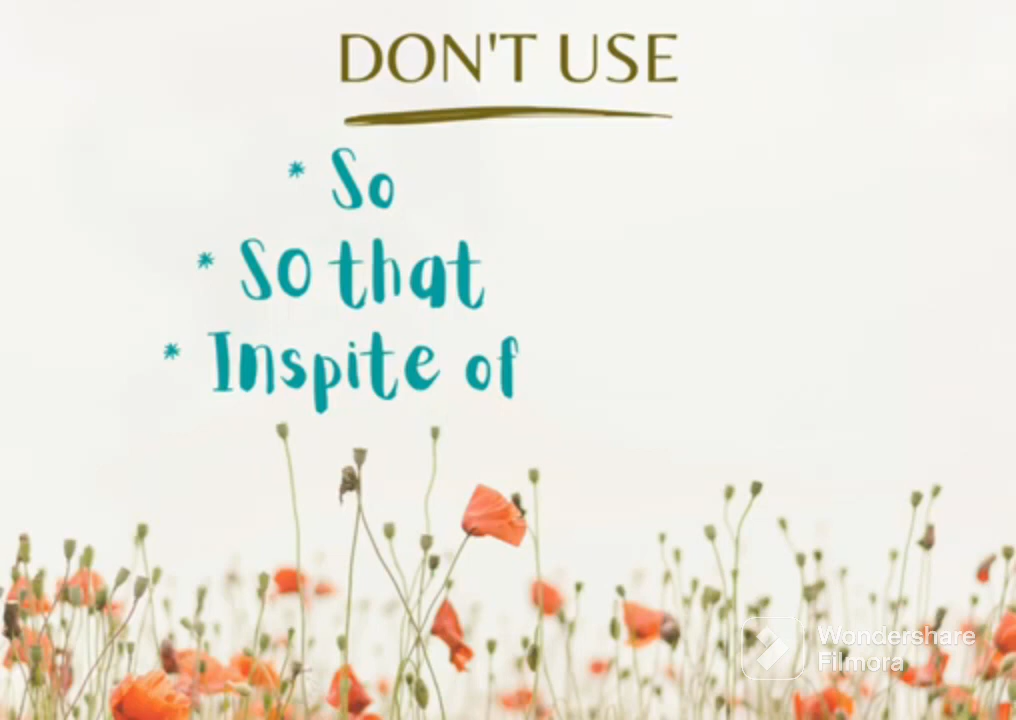 DON'T USE
* So
* So that
* Inspite of
Wondershare
Filmora